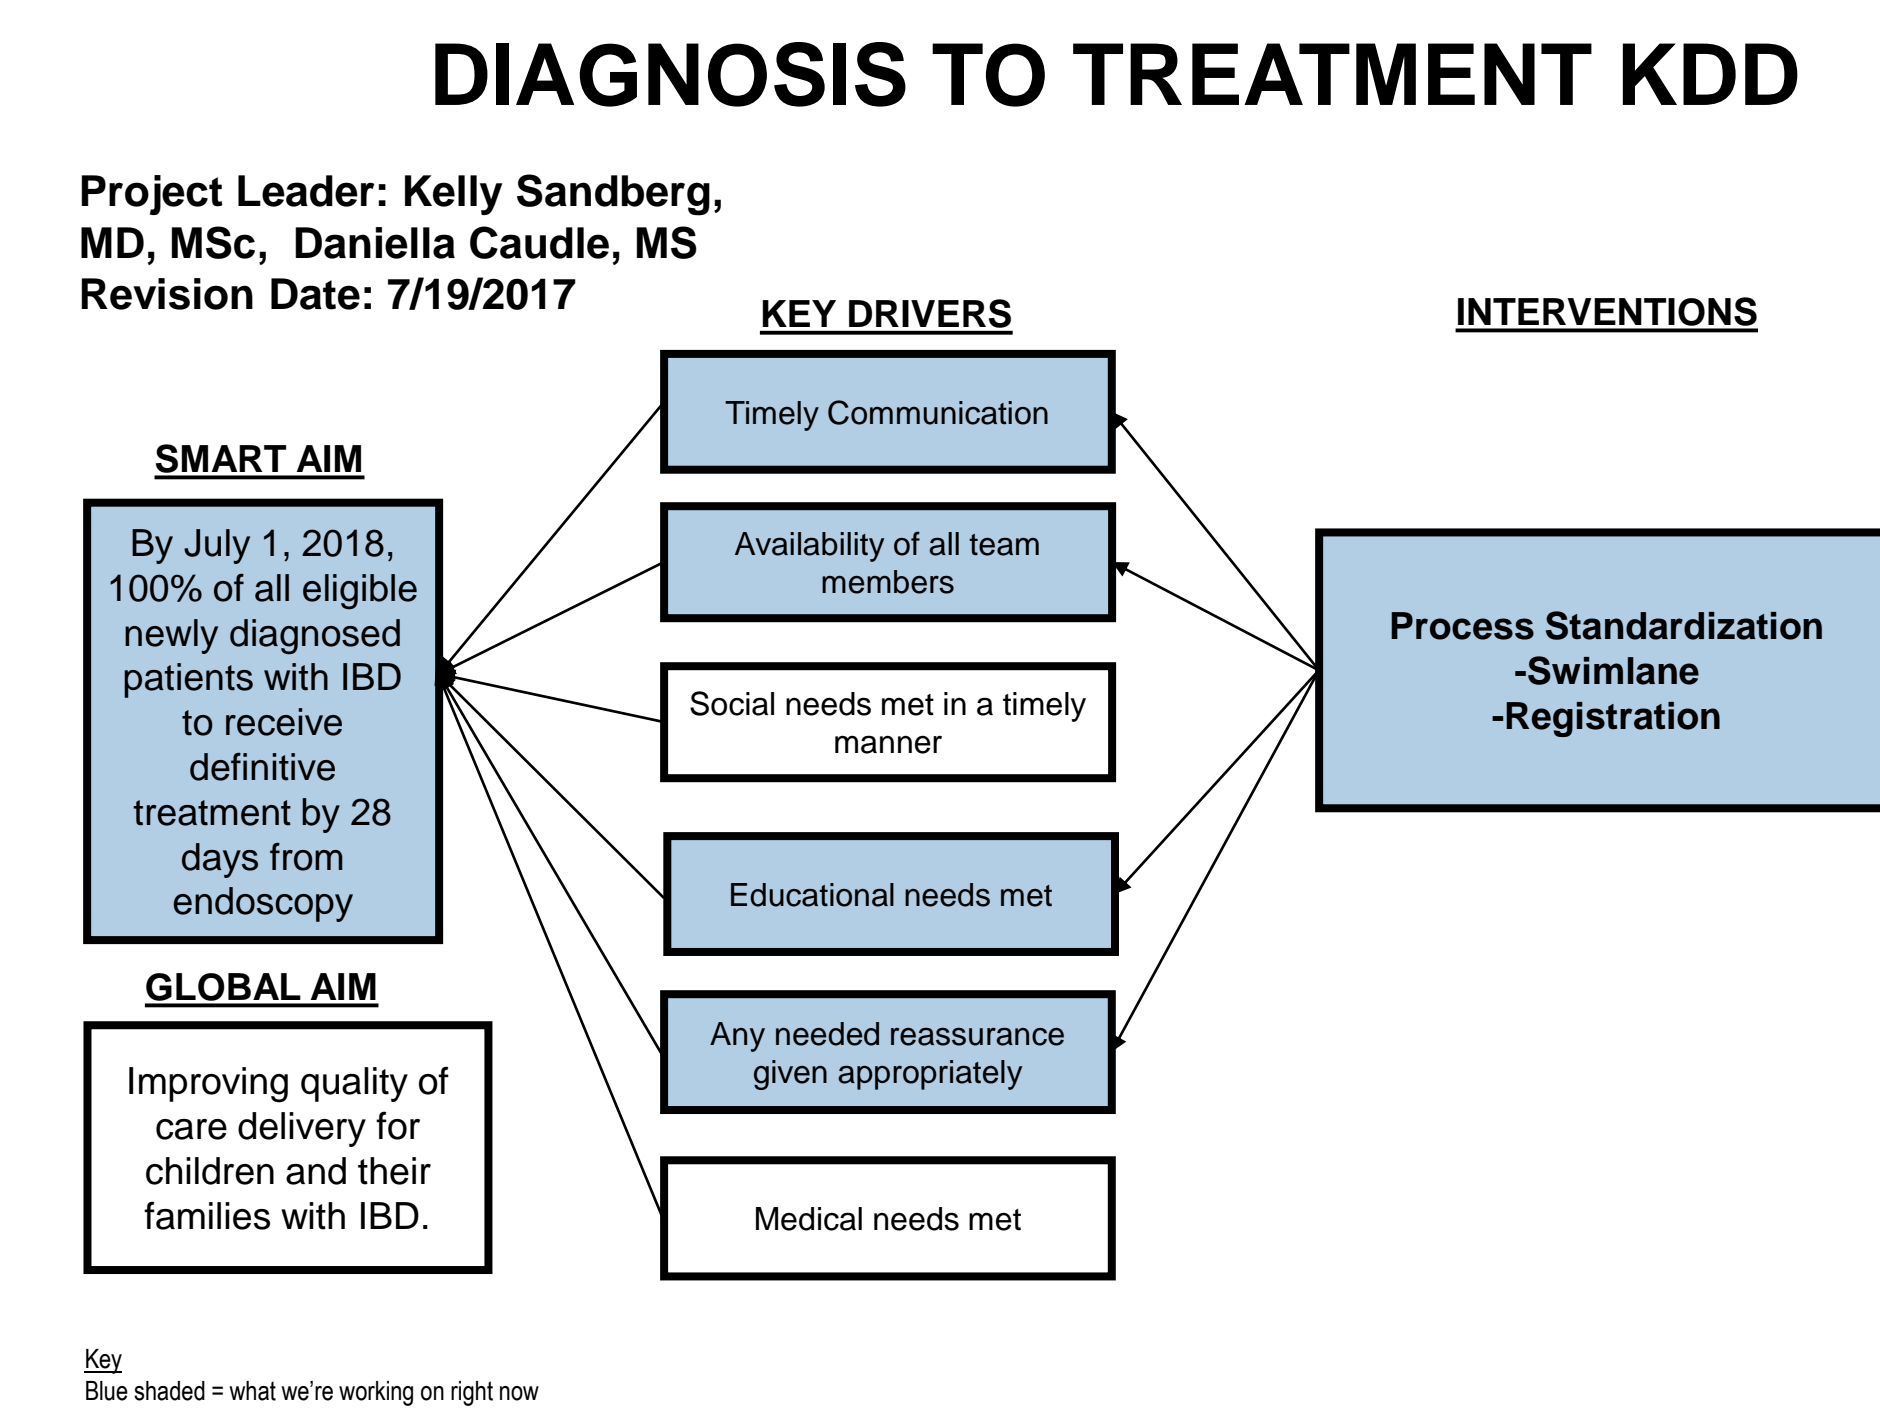 DIAGNOSIS TO TREATMENT KDD
Project Leader: Kelly Sandberg,
MD, MSc,  Daniella Caudle, MS
Revision Date: 7/19/2017
SMART AIM
By July 1, 2018,
100% of all eligible
newly diagnosed
patients with IBD
to receive
definitive
treatment by 28
days from
endoscopy
GLOBAL AIM
Improving quality of
care delivery for
children and their
families with IBD.
KEY DRIVERS
Timely Communication
Availability of all team
members
Social needs met in a timely
manner
Educational needs met
Any needed reassurance
given appropriately
Medical needs met
INTERVENTIONS
Process Standardization
-Swimlane
-Registration
Key
Blue shaded = what we’re working on right now